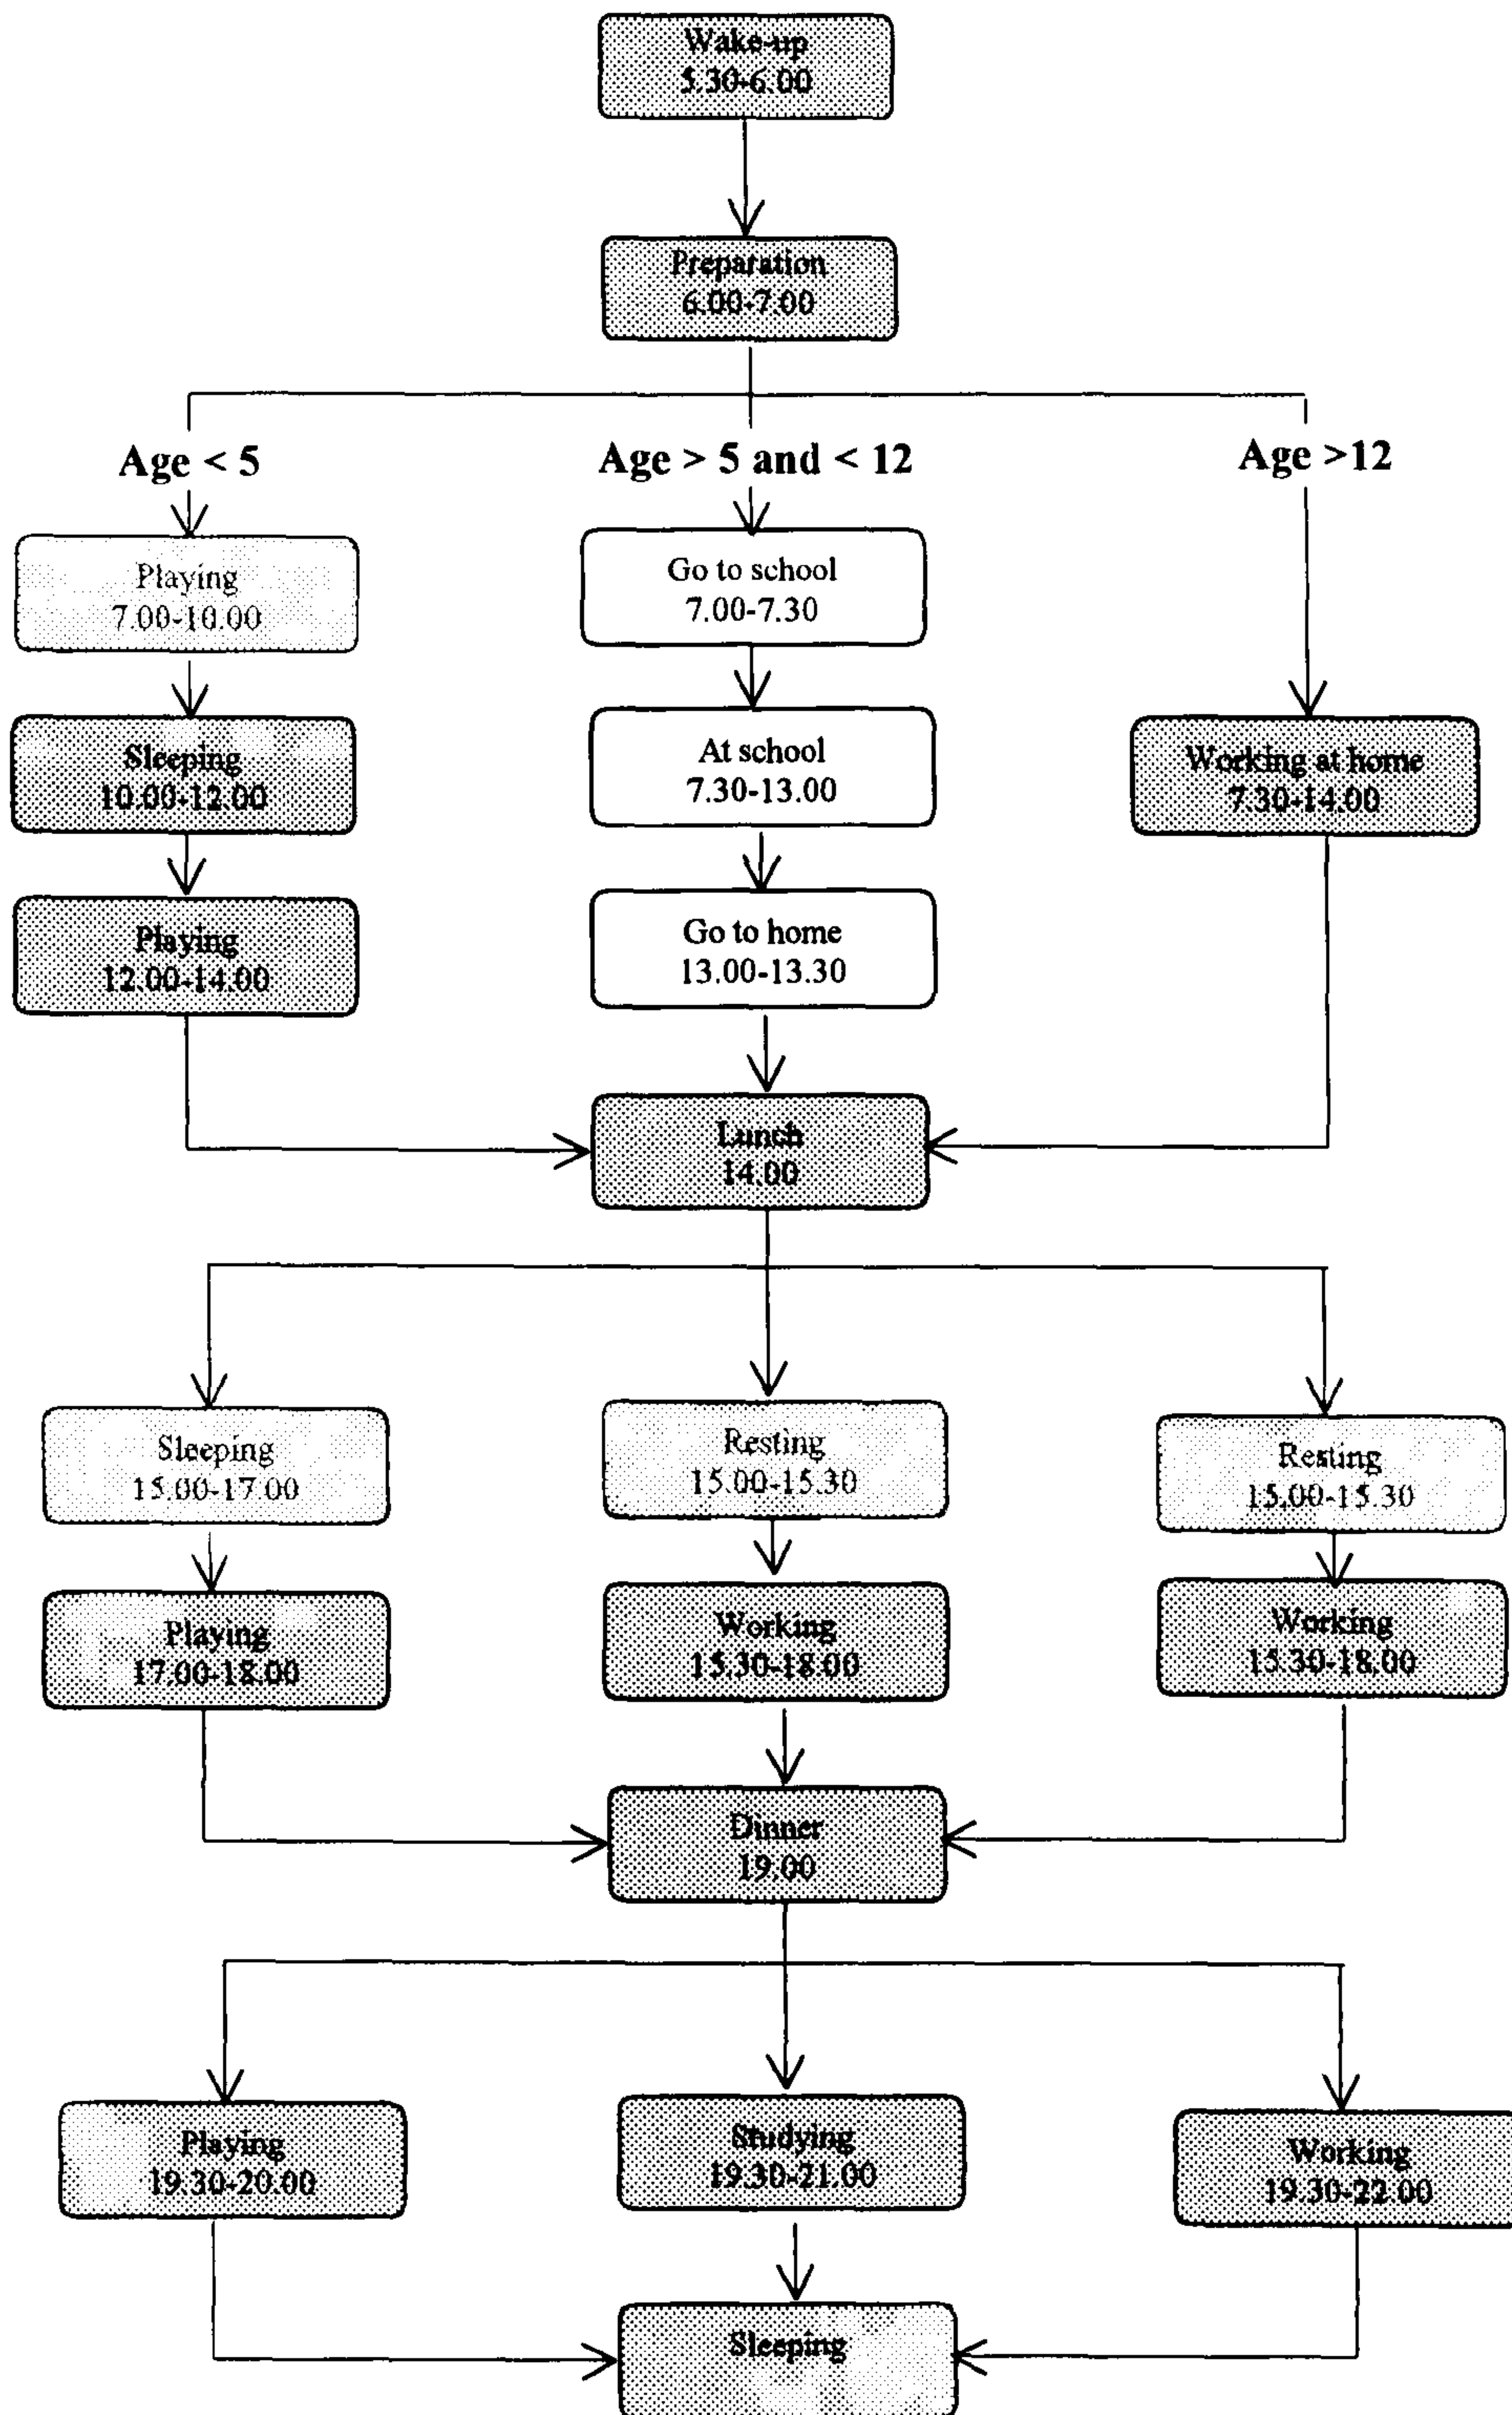 Wake-up
5.30-6.00
Preparation
6.00-7.00
Age < 5
Age > 5 and < 12
Age >12
Playing
7.00-10.00
Go to school
7.00-7.30
Sleeping
10.00-12.00
At school
7.30-13.00
Working at home
7.30-14.00
Playing
12.00-14.00
Go to home
13.00-13.30
Lunch
14.00
Sleeping
15.00-17.00
Resting
15.00-15.30
Resting
15.00-15.30
Playing
17.00-18.00
Working
15.30-18.00
Working
15.30-18.00
Dinner
19.00
Playing
19.30-20.00
Studying
19.30-21.00
Working
19.30-22.00
Sleeping